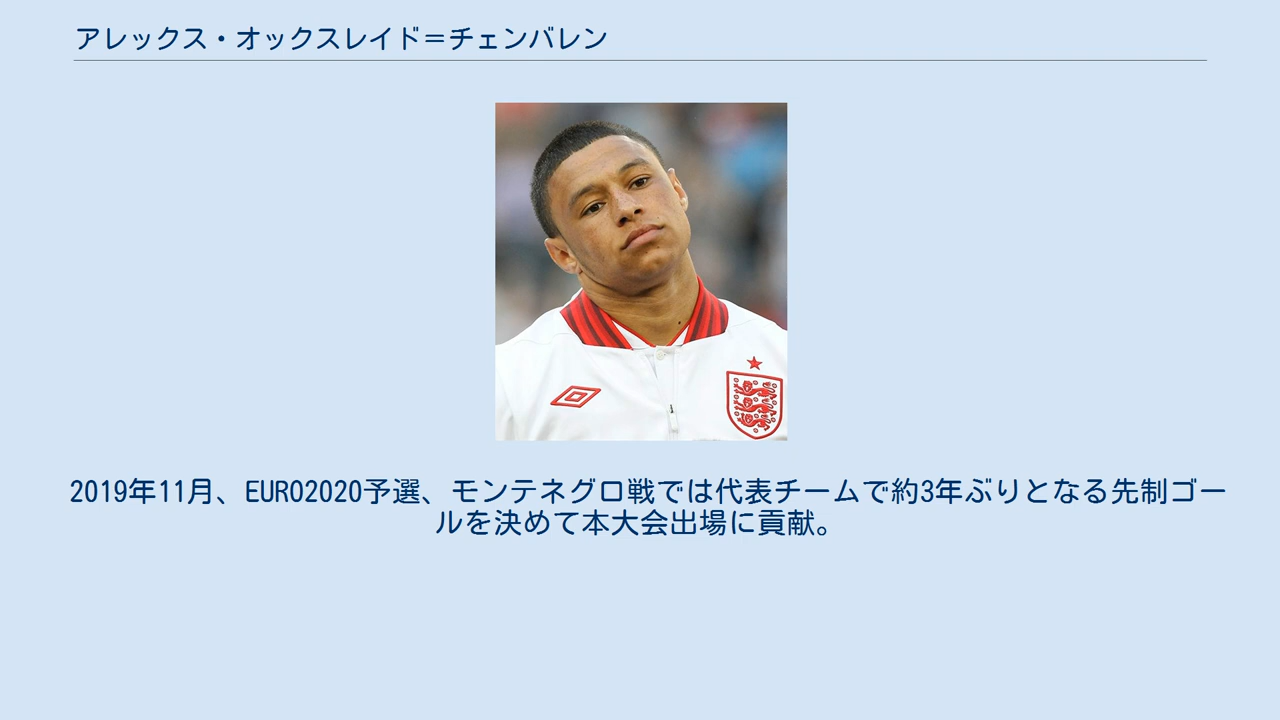 アレックス・オックスレイド＝チェンバレン
2019年11月、EURO2020予選、モンテネグロ戦では代表チームで約3年ぶりとなる先制ゴー
ルを決めて本大会出場に貢献。